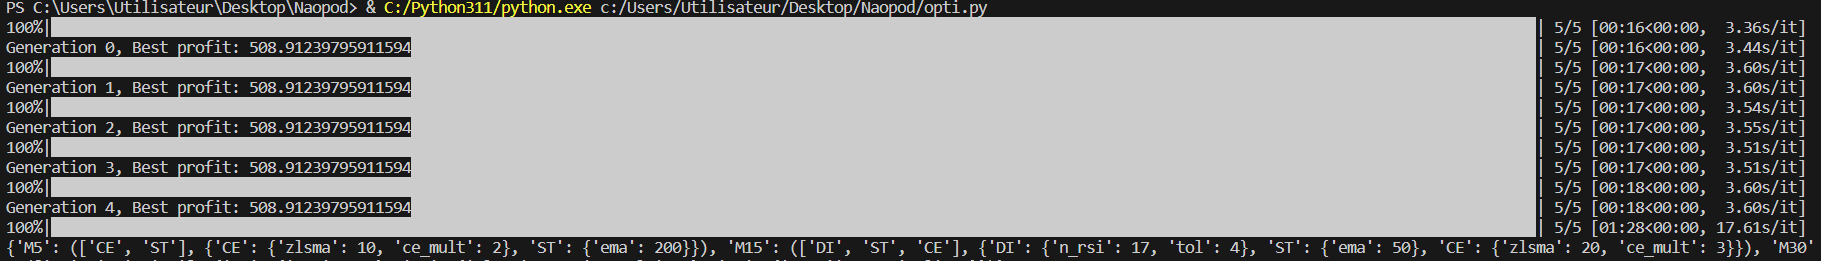 PS C:\Users\Utilisateur\Desktop\Naopod> & C:/Python311/python.exe c:/Users/Utilisateur/Desktop/Naopod/opti.py
100%| | 5/5 [00:16<00:00, 3.36s/it]
Generation 0, Best profit: 508.91239795911594 | 5/5 [00:16<00:00, 3.44s/it]
100%| | 5/5 [00:17<00:00, 3.60s/it]
Generation 1, Best profit: 508.91239795911594 | 5/5 [00:17<00:00, 3.60s/it]
100%| | 5/5 [00:17<00:00, 3.54s/it]
Generation 2, Best profit: 508.91239795911594 | 5/5 [00:17<00:00, 3.55s/it]
100%| | 5/5 [00:17<00:00, 3.51s/it]
Generation 3, Best profit: 508.91239795911594 | 5/5 [00:17<00:00, 3.51s/it]
100%| | 5/5 [00:18<00:00, 3.60s/it]
Generation 4, Best profit: 508.91239795911594 | 5/5 [00:18<00:00, 3.60s/it]
100%| | 5/5 [01:28<00:00, 17.61s/it]
{'M5': (['CE', 'ST'], {'CE': {'zlsma': 10, 'ce_mult': 2}, 'ST': {'ema': 200}}), 'M15': (['DI', 'ST', 'CE'], {'DI': {'n_rsi': 17, 'tol': 4}, 'ST': {'ema': 50}, 'CE': {'zlsma': 20, 'ce_mult': 3}}), 'M30'